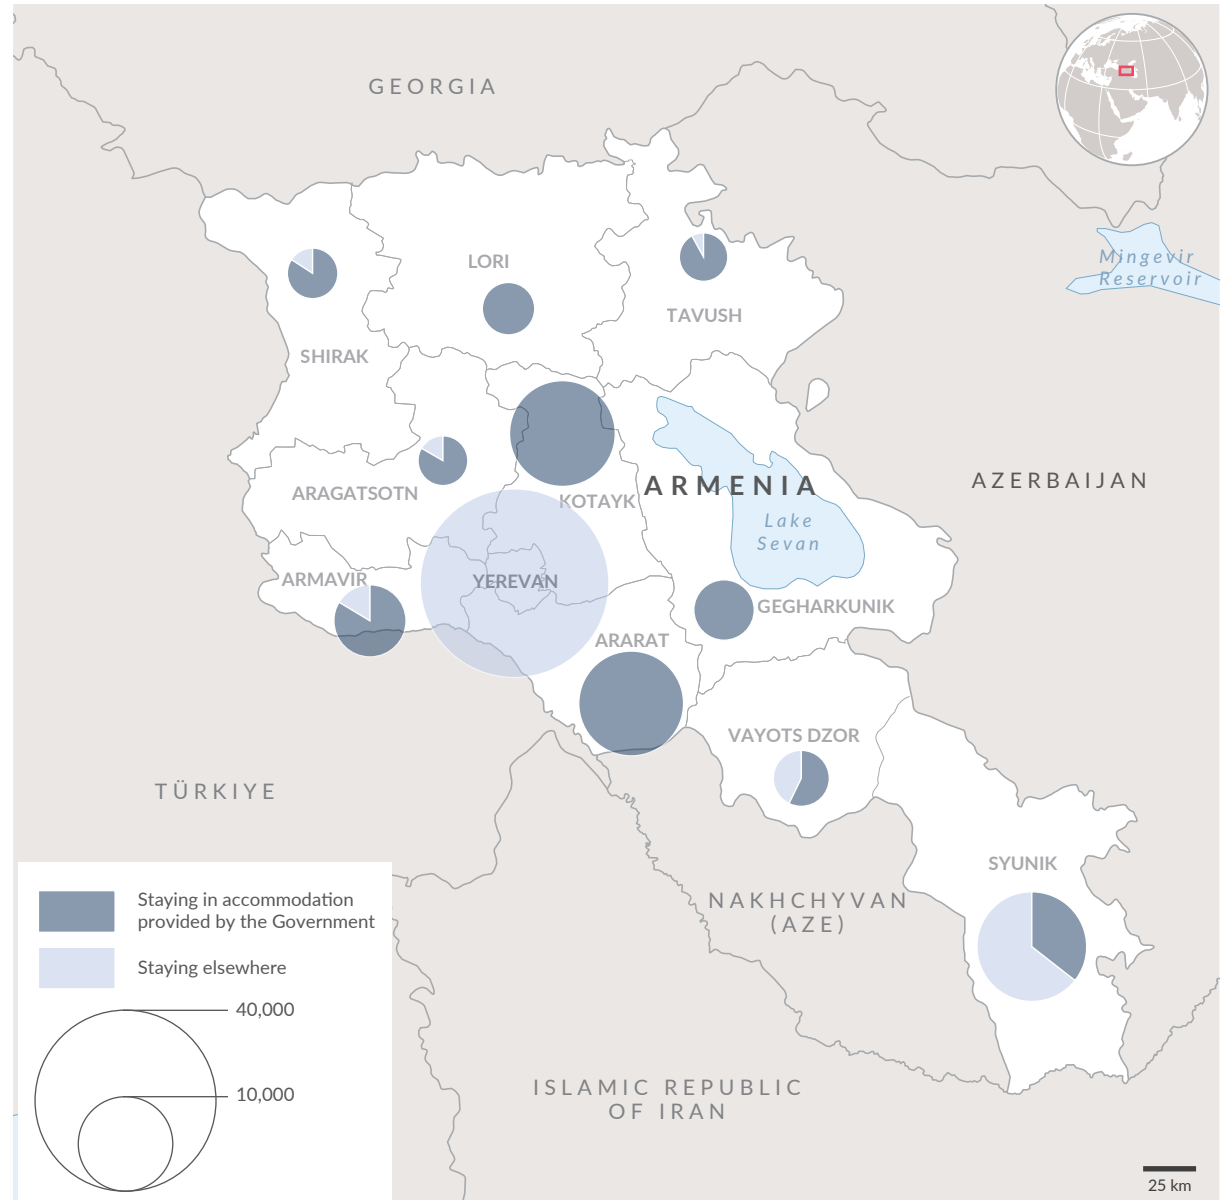 GEORGIA
Mingevir
Reservoir
LORI
TAVUSH
SHIRAK
AZERBAIJAN
ARMENIA
ARAGATSOTN
KOTAYK
Lake
Sevan
ARMAVIR
YEREVAN
GEGHARKUNIK
ARARAT
VAYOTS DZOR
TÜRKIYE
SYUNIK
NAKHCHYVAN
(AZE)
Staying in accommodation
provided by the Government
Staying elsewhere
40,000
10,000
ISLAMIC REPUBLIC
OF IRAN
25 km